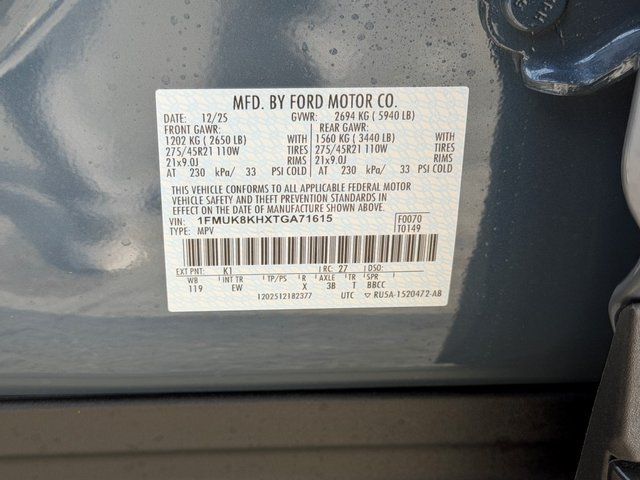 MFD. BY FORD MOTOR CO.
DATE: 12/25 GVWR: 2694 KG ( 5940 LB)
FRONT GAWR: REAR GAWR:
1202 KG ( 2650 LB) WITH 1560 KG ( 3440 LB) WITH
275/45R21 110W TIRES 275/45R21 110W TIRES
21x9.0J RIMS 21x9.0J RIMS
AT 230 kPa/ 33 PSI COLD AT 230 kPa/ 33 PSI COLD
THIS VEHICLE CONFORMS TO ALL APPLICABLE FEDERAL MOTOR
VEHICLE SAFETY AND THEFT PREVENTION STANDARDS IN
EFFECT ON THE DATE OF MANUFACTURE SHOWN ABOVE.
VIN: 1FMUK8KHXTGA71615 F0070
TYPE: MPV T0149
EXT PNT: K1 RC: 27 DSO:
WB INT TR TP/PS R AXLE TR SPR
119 EW X 3B T BBCC
1202512182377 UTC RU5A-1520472-AB